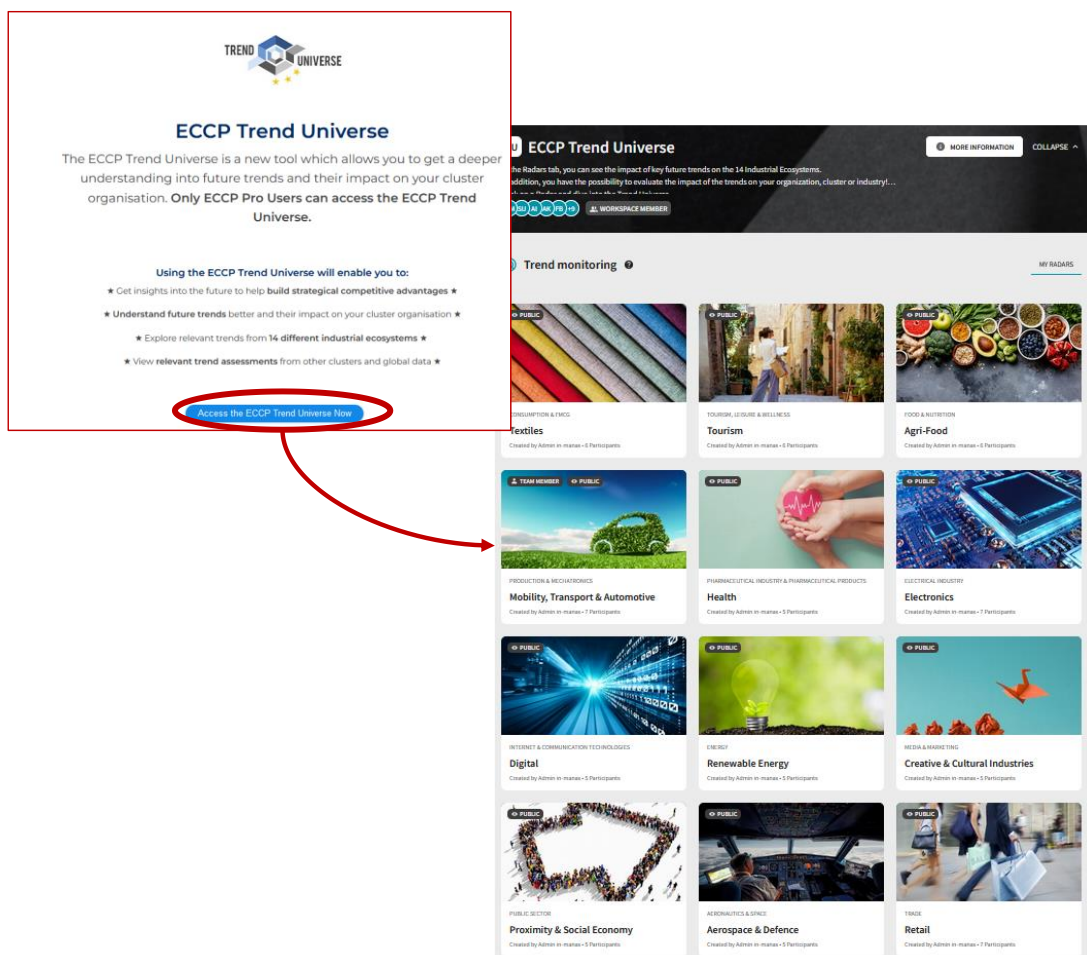 TREND
UNIVERSE
ECCP Trend Universe
The ECCP Trend Universe is a new tool which allows you to get a deeper
understanding into future trends and their impact on your cluster
organisation. Only ECCP Pro Users can access the ECCP Trend
Universe.
Using the ECCP Trend Universe will enable you to:
★ Get insights into the future to help build strategical competitive advantages ★
★ Understand future trends better and their impact on your cluster organisation ★
★ Explore relevant trends from 14 different industrial ecosystems ★
★ View relevant trend assessments from other clusters and global data ★
Access the ECCP Trend Universe Now
U ECCP Trend Universe
MORE INFORMATION
COLLAPSE
the Radars tab, you can see the impact of key future trends on the 14 Industrial Ecosystems.
addition, you have the possibility to evaluate the impact of the trends on your organization, cluster or industry!...
SU AI AK FB +9 WORKSPACE MEMBER
Trend monitoring
MY RADARS
PUBLIC
CONSUMPTION & FMCG
Textiles
Created by Admin in-manas • 6 Participants
PUBLIC
TOURISM, LEISURE & WELLNESS
Tourism
Created by Admin in-manas • 6 Participants
PUBLIC
FOOD & NUTRITION
Agri-Food
Created by Admin in-manas • 6 Participants
TEAM MEMBER PUBLIC
PRODUCTION & MECHATRONICS
Mobility, Transport & Automotive
Created by Admin in-manas • 7 Participants
PUBLIC
PHARMACEUTICAL INDUSTRY & PHARMACEUTICAL PRODUCTS
Health
Created by Admin in-manas • 5 Participants
PUBLIC
ELECTRICAL INDUSTRY
Electronics
Created by Admin in-manas • 7 Participants
PUBLIC
INTERNET & COMMUNICATION TECHNOLOGIES
Digital
Created by Admin in-manas • 5 Participants
PUBLIC
ENERGY
Renewable Energy
Created by Admin in-manas • 5 Participants
PUBLIC
MEDIA & MARKETING
Creative & Cultural Industries
Created by Admin in-manas • 5 Participants
PUBLIC
PUBLIC SECTOR
Proximity & Social Economy
Created by Admin in-manas • 5 Participants
PUBLIC
AERONAUTICS & SPACE
Aerospace & Defence
Created by Admin in-manas • 5 Participants
PUBLIC
TRADE
Retail
Created by Admin in-manas • 7 Participants